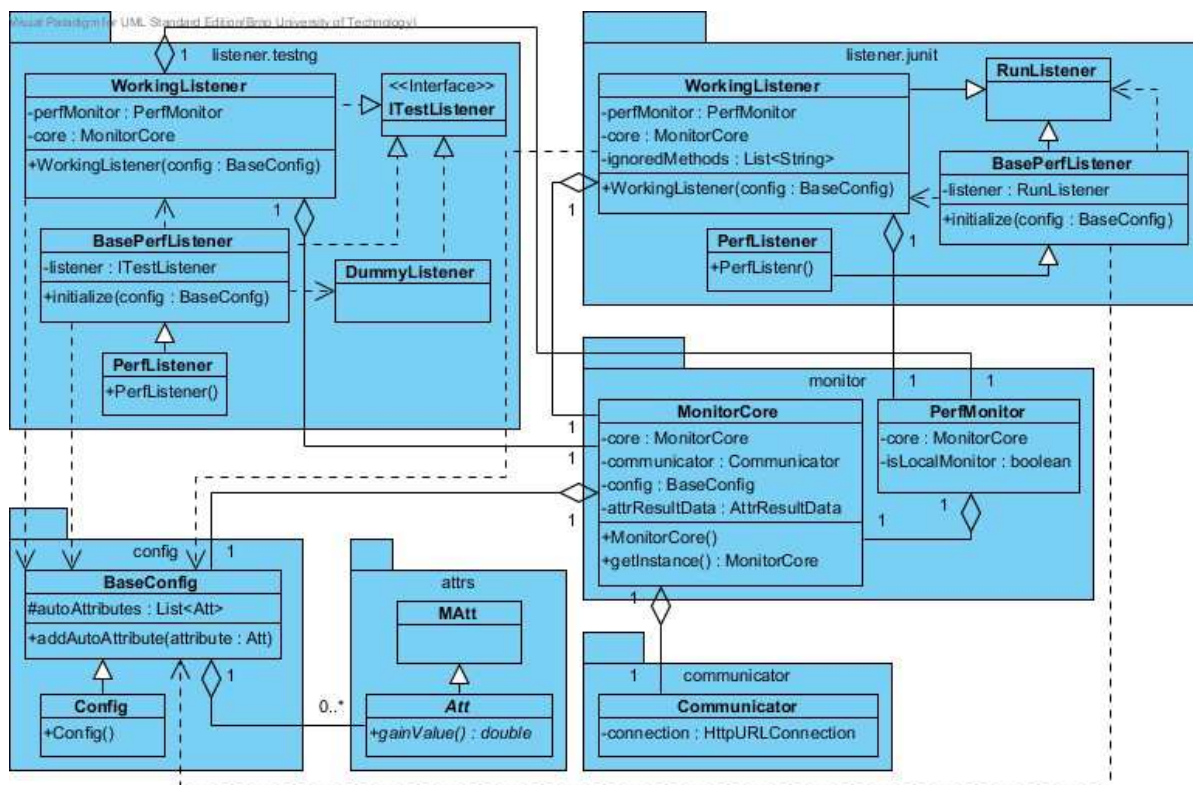 Visual Paradigm for UML Standard Edition(Brno University of Technology)
1
listener.testng
WorkingListener
-perfMonitor : PerfMonitor
-core : MonitorCore
+WorkingListener(config : BaseConfig)
1
<<Interface>>
ITestListener
BasePerfListener
-listener : ITestListener
+initialize(config : BaseConfg)
DummyListener
PerfListener
+PerfListener()
listener.junit
WorkingListener
-perfMonitor : PerfMonitor
-core : MonitorCore
-ignoredMethods : List<String>
+WorkingListener(config : BaseConfig)
1
1
RunListener
BasePerfListener
-listener : RunListener
+initialize(config : BaseConfig)
PerfListener
+PerfListenr()
monitor
1
1
MonitorCore
-core : MonitorCore
-communicator : Communicator
-config : BaseConfig
-attrResultData : AttrResultData
+MonitorCore()
+getInstance() : MonitorCore
1
1
1
1
1
PerfMonitor
-core : MonitorCore
-isLocalMonitor : boolean
1
config
1
BaseConfig
#autoAttributes : List<Att>
+addAutoAttribute(attribute : Att)
1
Config
+Config()
0..*
attrs
MAtt
Att
+gainValue() : double
1
communicator
Communicator
-connection : HttpURLConnection